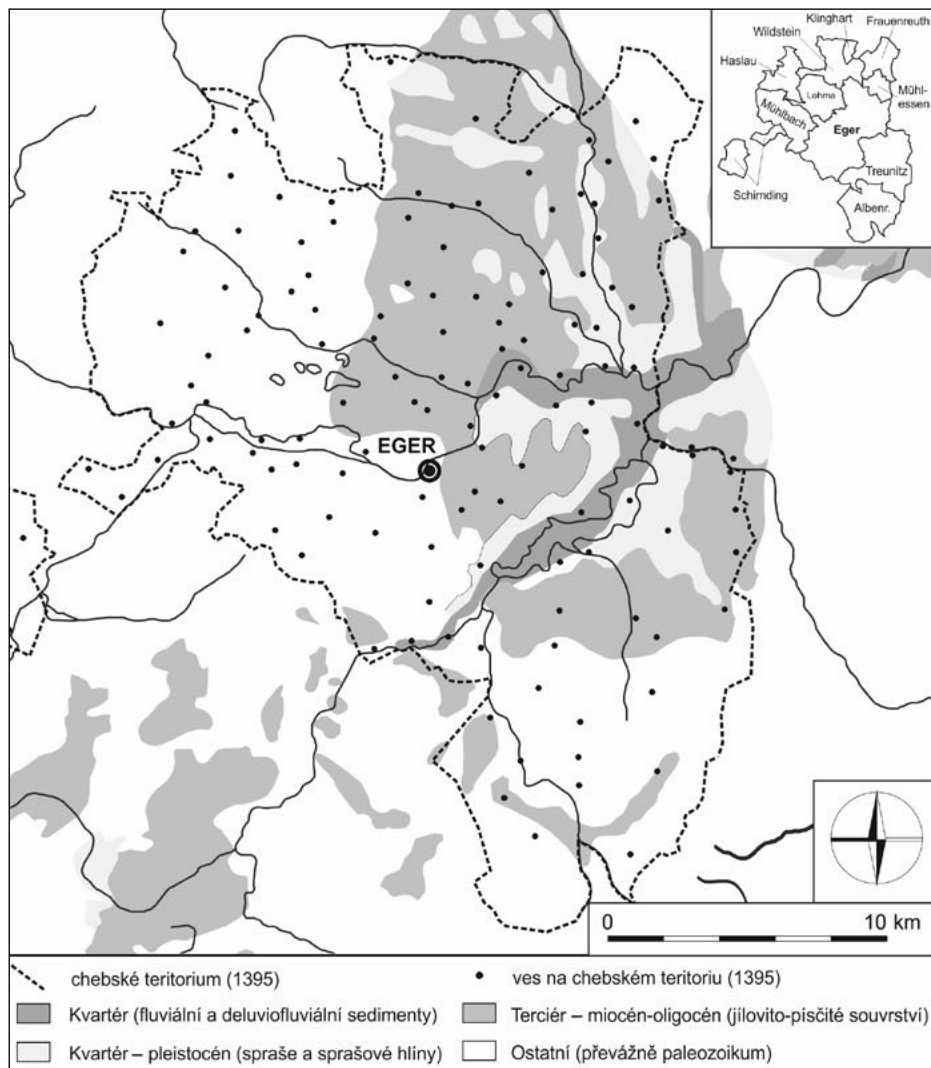 Klinghart
Frauenreuth
Wildstein
Haslau
Lohma
Mühl-
essen
Mühlbach
Eger
Treunitz
Schirnding
Albenr.
EGER
0 10 km
chebské teritorium (1395)
ves na chebském teritoriu (1395)
Kvartér (fluviální a deluviofluviální sedimenty)
Terciér – miocén-oligocén (jílovito-písčité souvrství)
Kvartér – pleistocén (spraše a sprašové hlíny)
Ostatní (převážně paleozoikum)